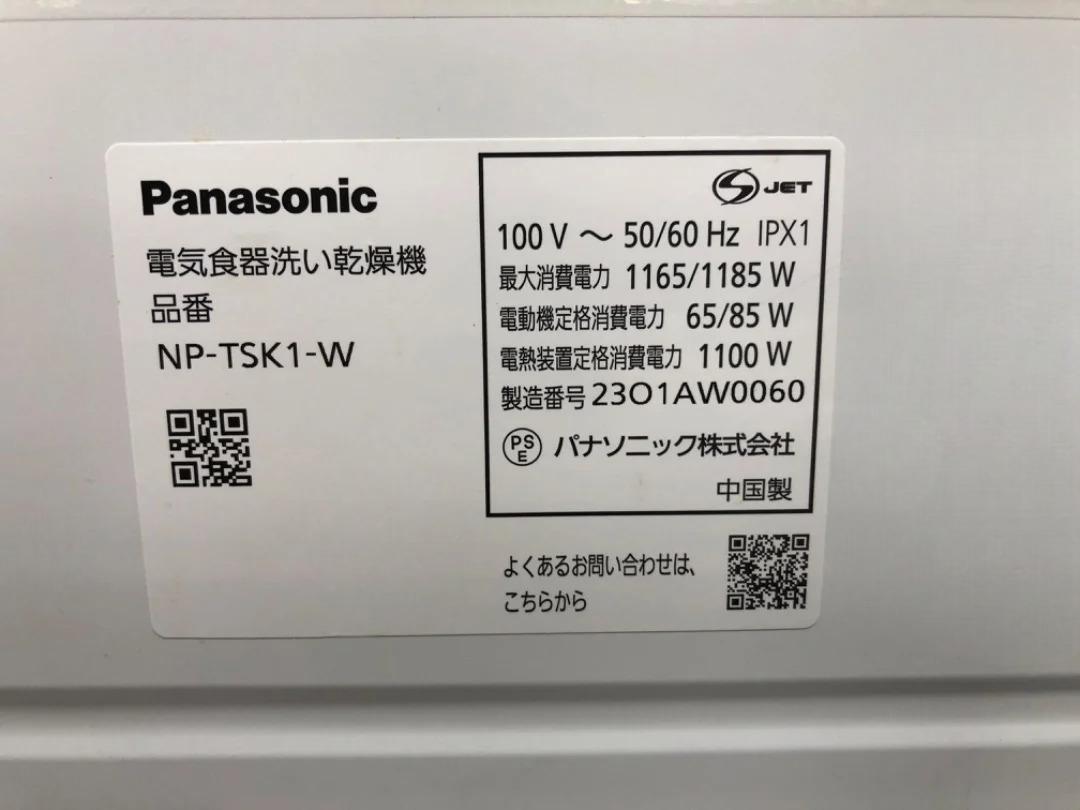 Panasonic
電気食器洗い乾燥機
品番
NP-TSK1-W
S JET
100 V ～ 50/60 Hz IPX1
最大消費電力 1165/1185 W
電動機定格消費電力 65/85 W
電熱装置定格消費電力 1100 W
製造番号 23O1AW0060
PSE パナソニック株式会社
中国製
よくあるお問い合わせは、
こちらから